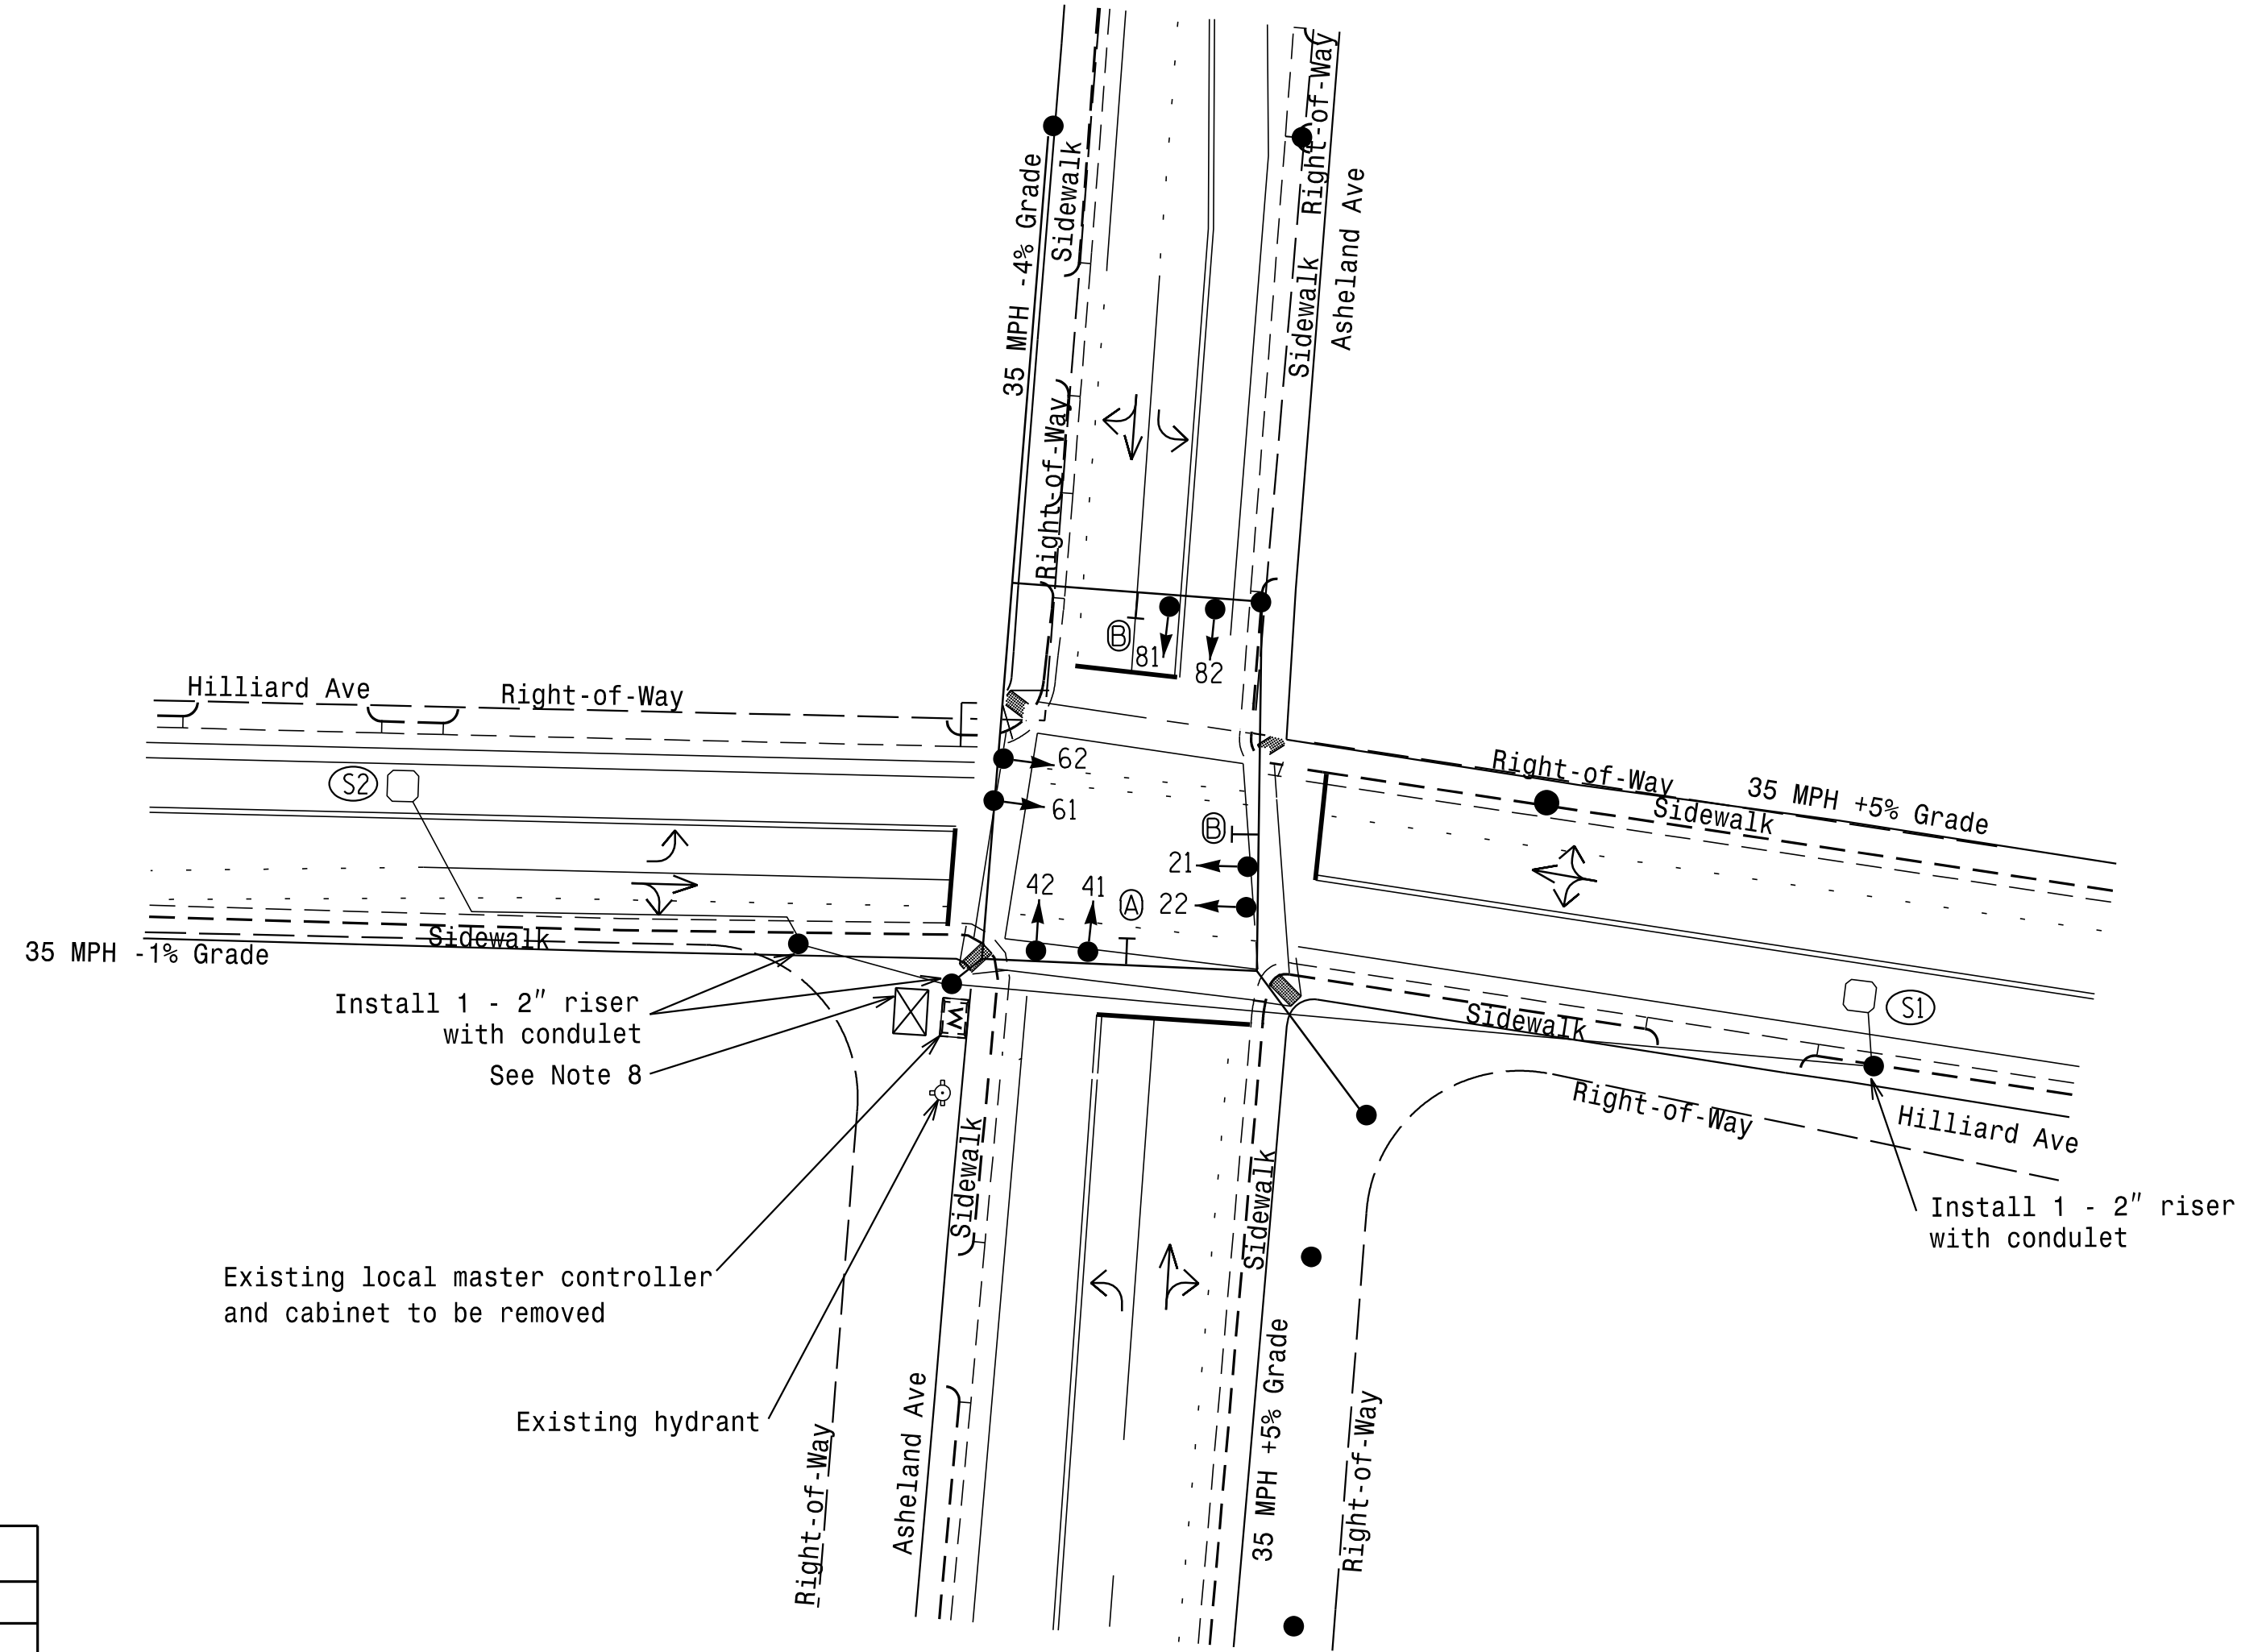 Right-of-Way
Sidewalk
35 MPH -4% Grade
Right-of-Way
Asheland Ave
Sidewalk
Right-of-Way
B
81
82
Hilliard Ave
Right-of-Way
62
61
S2
B
21
22
42
41
A
Right-of-Way
35 MPH +5% Grade
Sidewalk
Sidewalk
35 MPH -1% Grade
Install 1 - 2" riser
with condulet
See Note 8
M
Sidewalk
S1
Right-of-Way
Hilliard Ave
Install 1 - 2" riser
with condulet
Sidewalk
Sidewalk
Existing local master controller
and cabinet to be removed
Existing hydrant
Right-of-Way
Asheland Ave
35 MPH +5% Grade
Right-of-Way